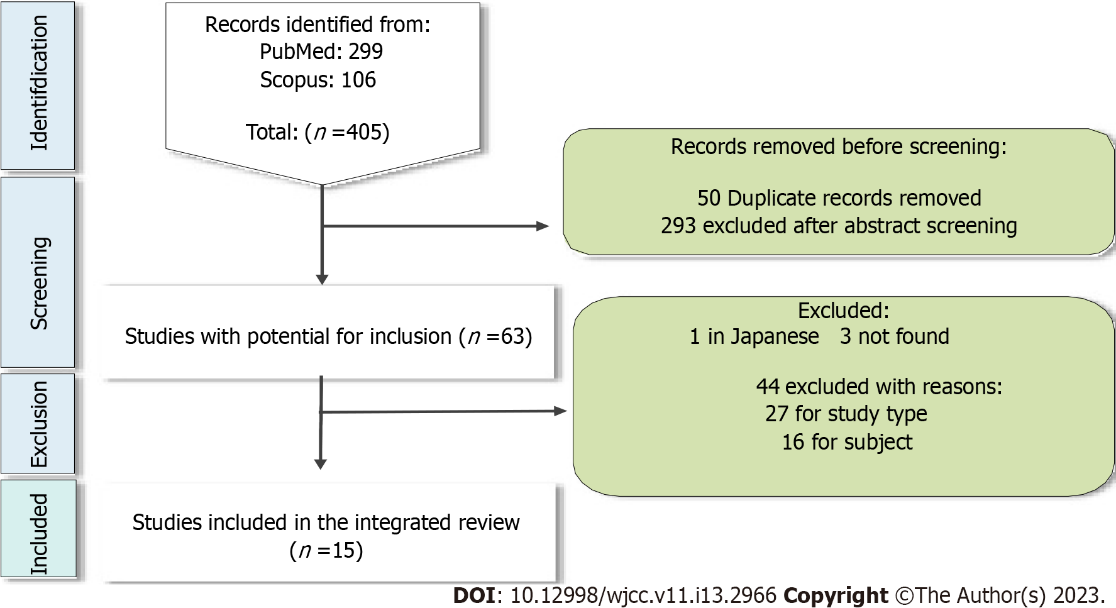 Identifdication
Records identified from:
PubMed: 299
Scopus: 106
Total: (n =405)
Records removed before screening:
50 Duplicate records removed
293 excluded after abstract screening
Screening
Studies with potential for inclusion (n =63)
Excluded:
1 in Japanese 3 not found
44 excluded with reasons:
27 for study type
16 for subject
Exclusion
Included
Studies included in the integrated review
(n =15)
DOI: 10.12998/wjcc.v11.i13.2966 Copyright ©The Author(s) 2023.